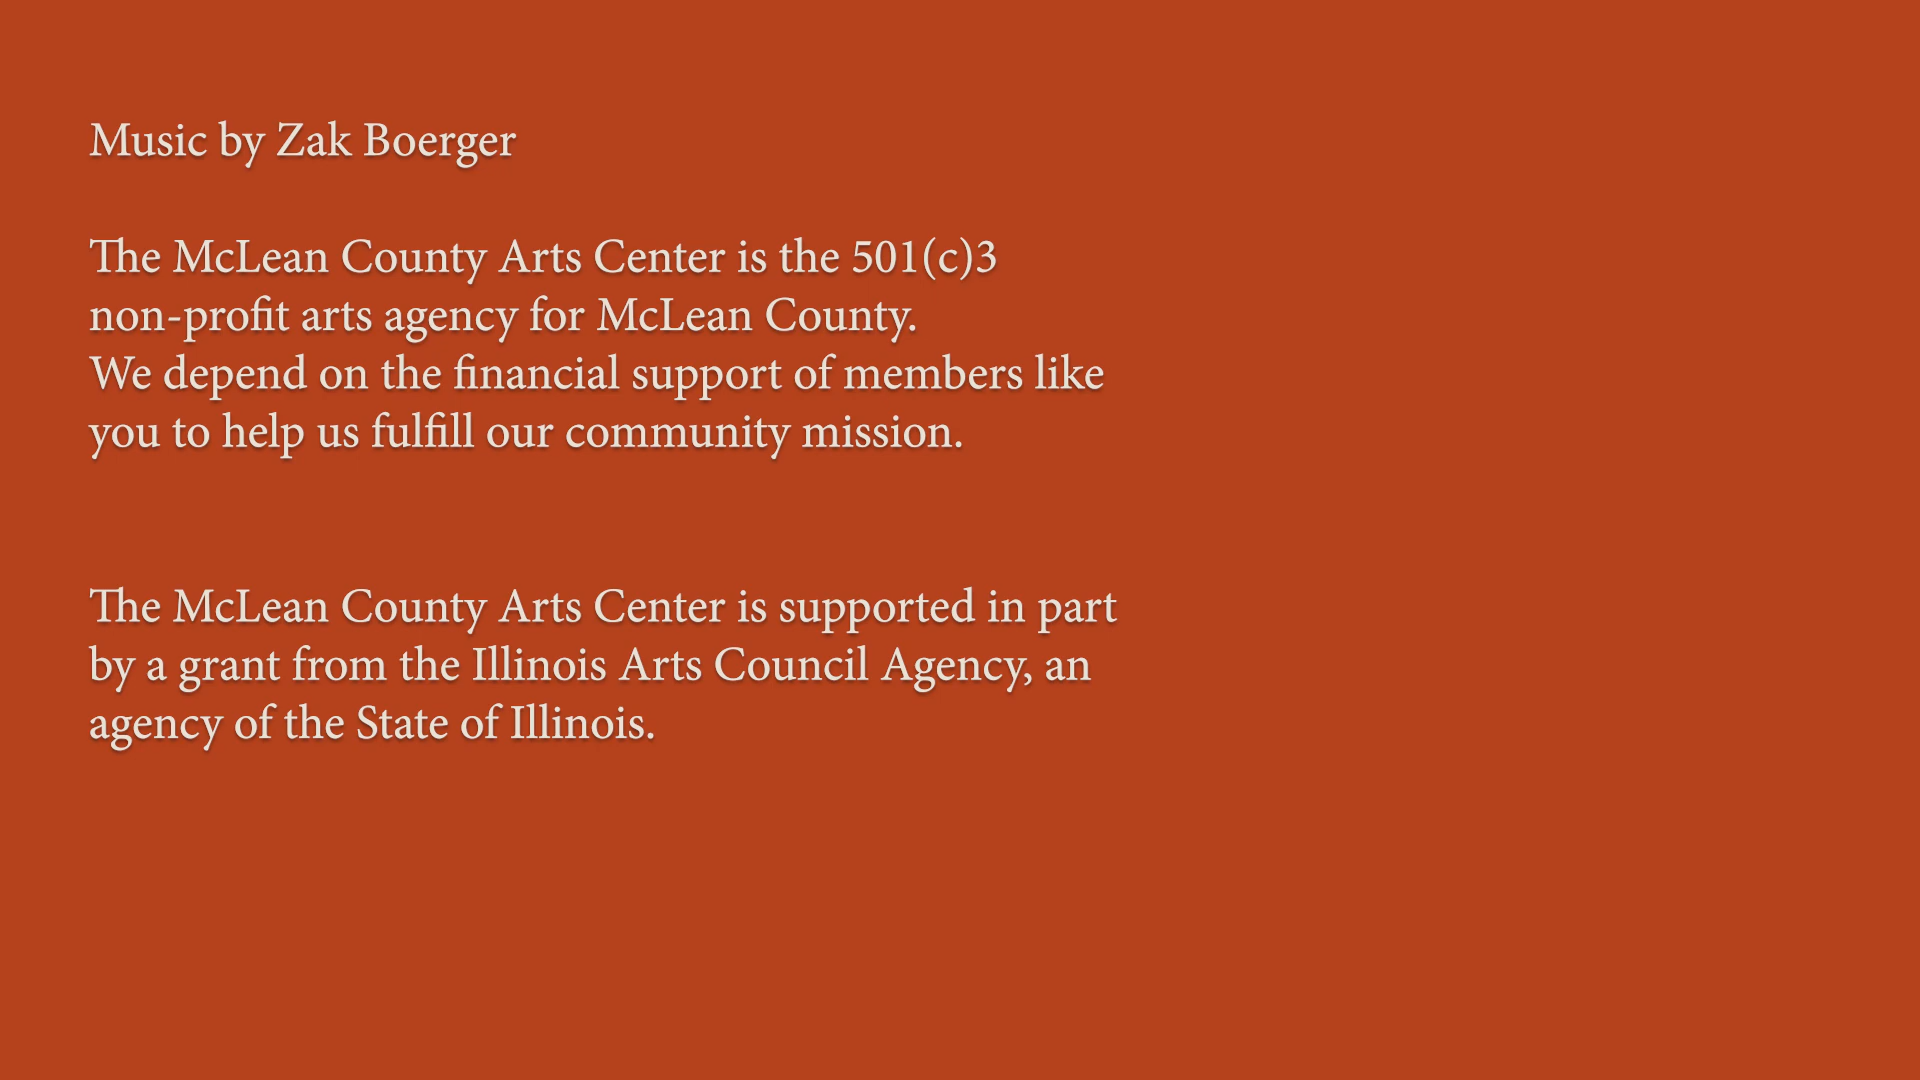 Music by Zak Boerger
The McLean County Arts Center is the 501(c)3
non-profit arts agency for McLean County.
We depend on the financial support of members like
you to help us fulfill our community mission.
The McLean County Arts Center is supported in part
by a grant from the Illinois Arts Council Agency, an
agency of the State of Illinois.